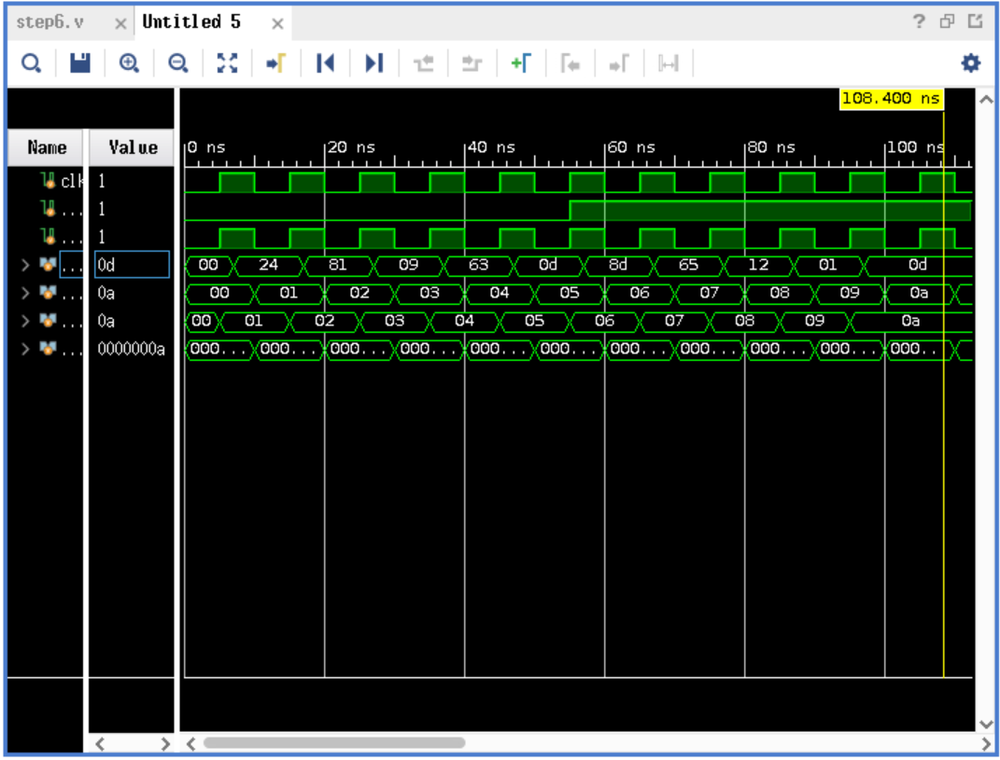 step6.v × Untitled 5 × ?
108.400 ns
Name Value 0 ns 20 ns 40 ns 60 ns 80 ns 100 ns
clk 1
... 1
... 1
... 0d 00 24 81 09 63 0d 8d 65 12 01 0d
... 0a 00 01 02 03 04 05 06 07 08 09 0a
... 0a 00 01 02 03 04 05 06 07 08 09 0a
... 0000000a 000... 000... 000... 000... 000... 000... 000... 000... 000... 000... 000...